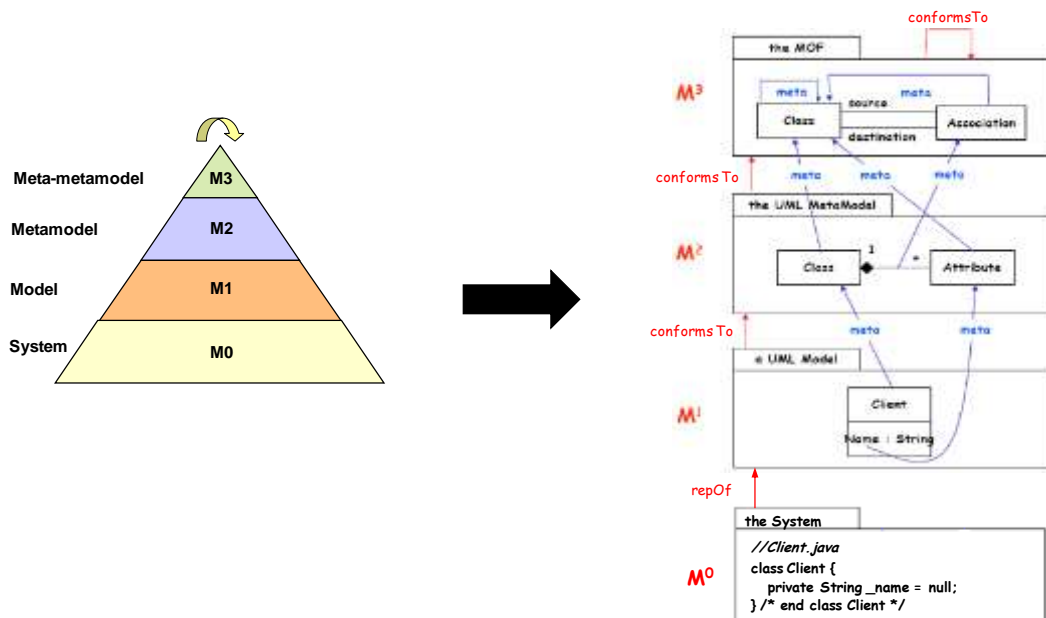 Meta-metamodel
M3
Metamodel
M2
Model
M1
System
M0
conformsTo
the MOF
M3
meta
meta
source
Class
Association
destination
conformsTo
meta
meta
meta
the UML MetaModel
M2
1
*
Class
Attribute
conformsTo
meta
meta
a UML Model
M1
Client
Name : String
repOf
the System
M0
//Client.java
class Client {
private String _name = null;
} /* end class Client */